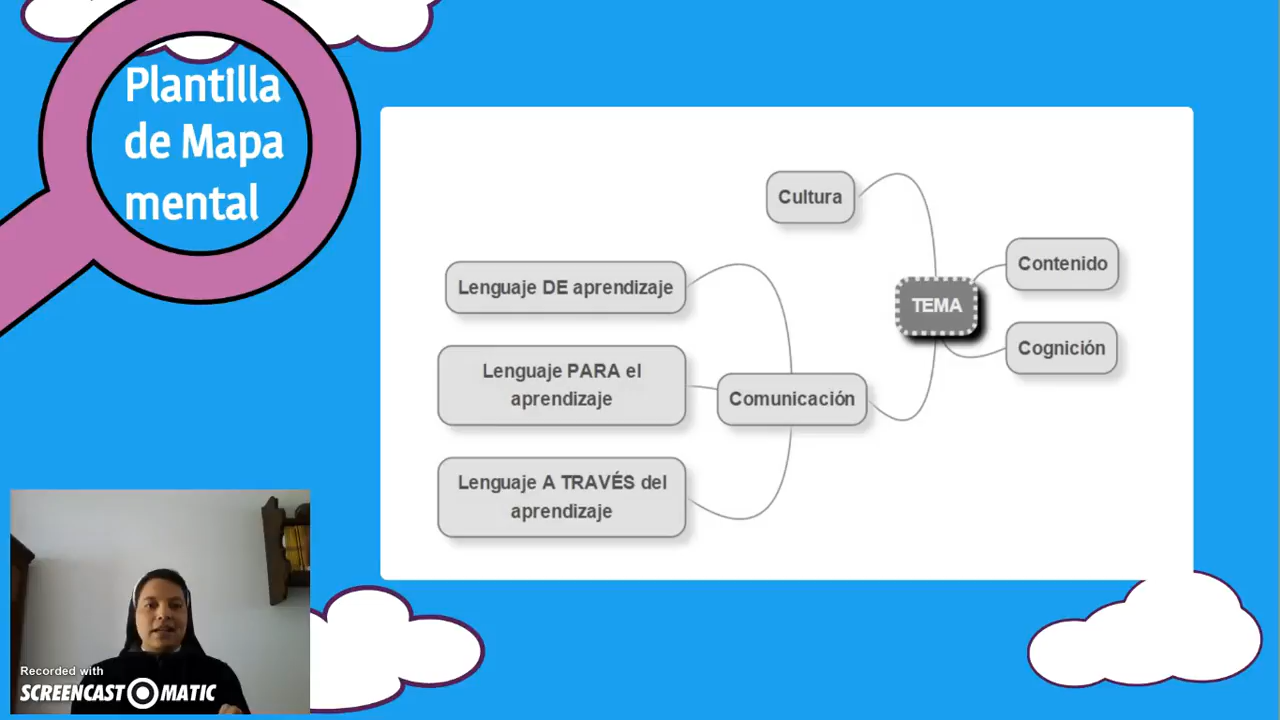 Plantilla
de Mapa
mental
Cultura
Contenido
Lenguaje DE aprendizaje
TEMA
Cognición
Lenguaje PARA el
aprendizaje
Comunicación
Lenguaje A TRAVÉS del
aprendizaje
Recorded with
SCREENCAST MATIC